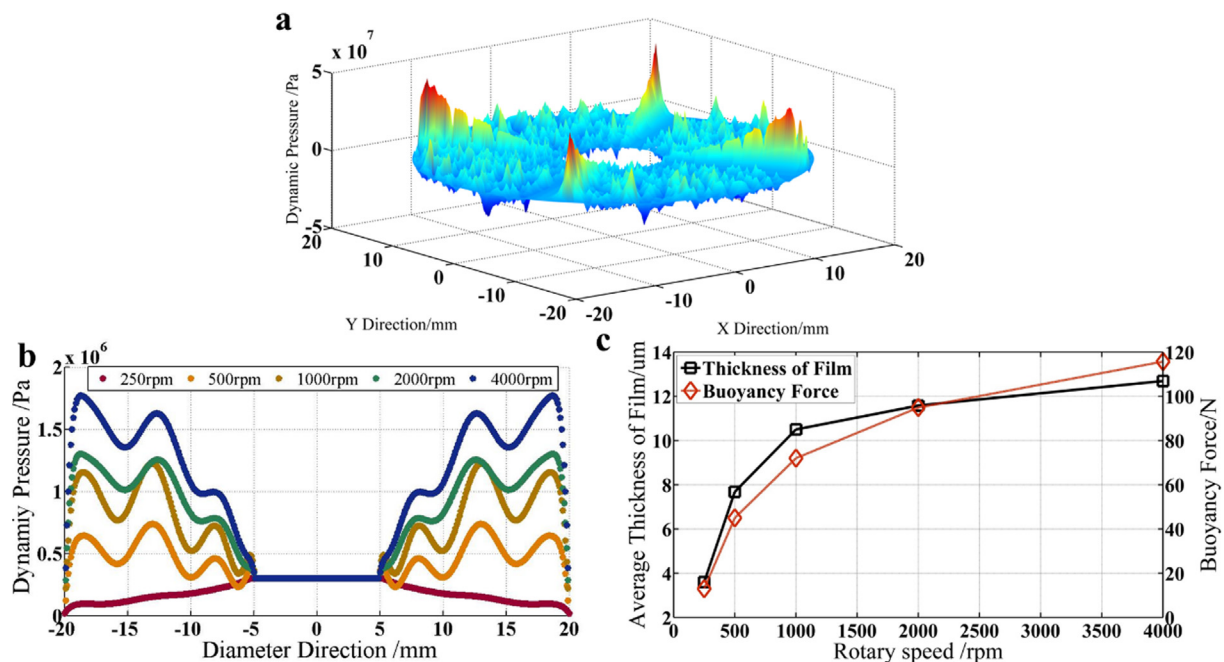 a
x 10^7
5
0
-5
Dynamic Pressure /Pa
20
10
0
-10
-20
Y Direction/mm
-20
-10
0
10
20
X Direction/mm
b
x 10^6
2
1.5
1
0.5
0
Dynamiy Pressure /Pa
250rpm 500rpm 1000rpm 2000rpm 4000rpm
-20 -15 -10 -5 0 5 10 15 20
Diameter Direction /mm
c
14
12
10
8
6
4
2
Average Thickness of Film/um
Thickness of Film
Buoyancy Force
120
100
80
60
40
20
0
Buoyancy Force/N
0 500 1000 1500 2000 2500 3000 3500 4000
Rotary speed /rpm